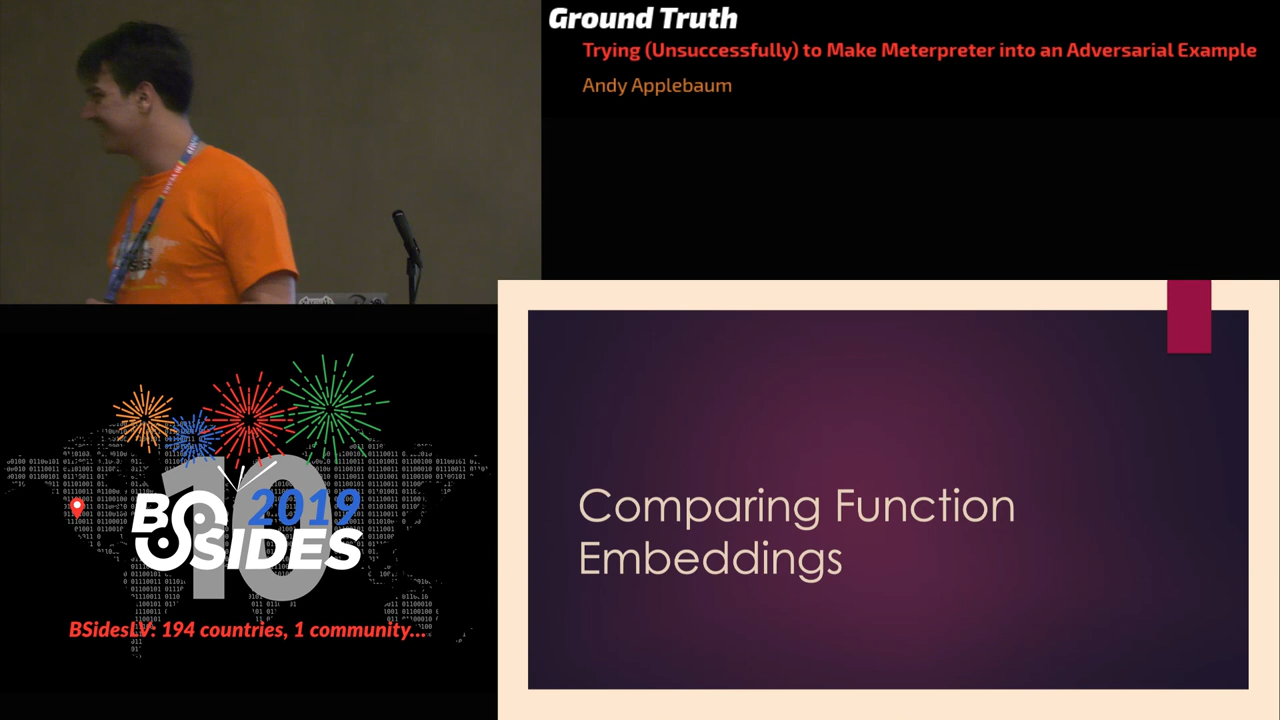 Ground Truth
Trying (Unsuccessfully) to Make Meterpreter into an Adversarial Example
Andy Applebaum
10
2019
BSIDES
BSidesLV: 194 countries, 1 community...
Comparing Function
Embeddings